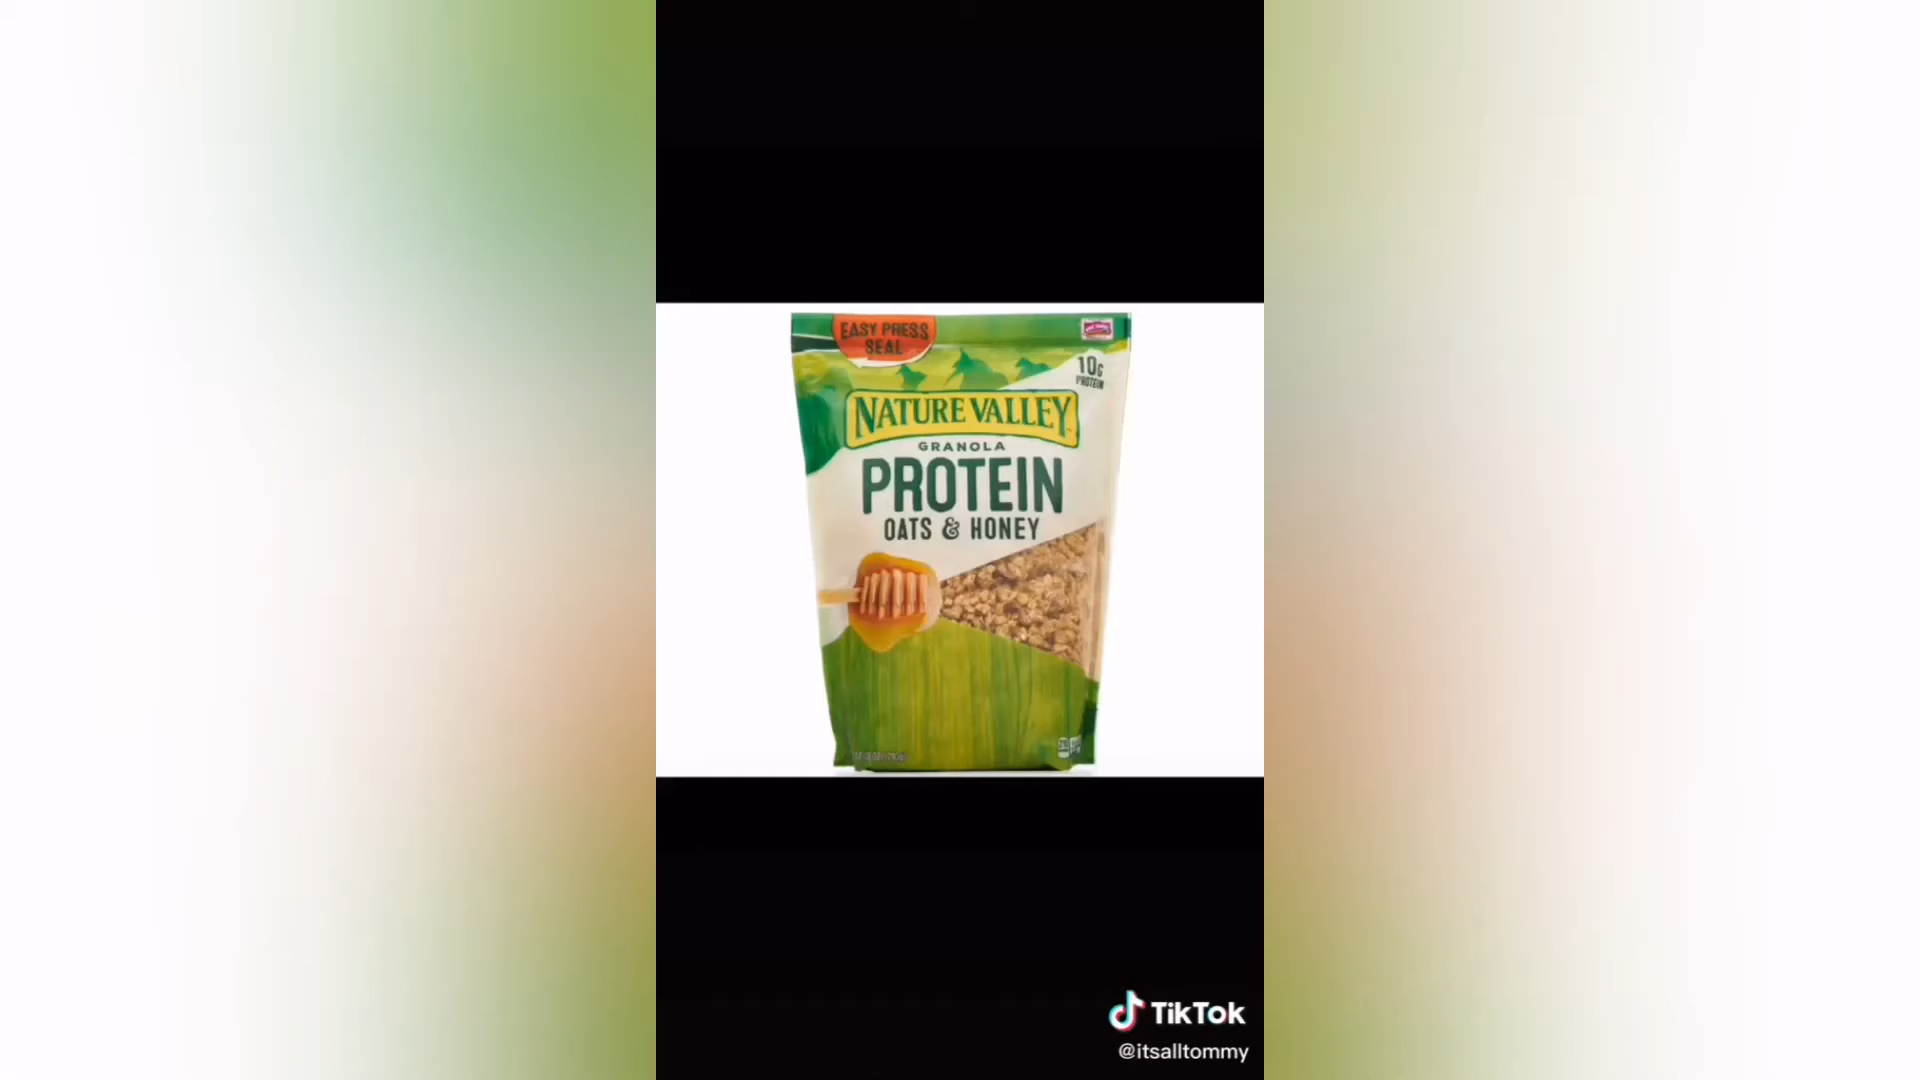 EASY PRESS
SEAL
10G
PROTEIN
NATURE VALLEY
GRANOLA
PROTEIN
OATS & HONEY
TikTok
@itsalltommy